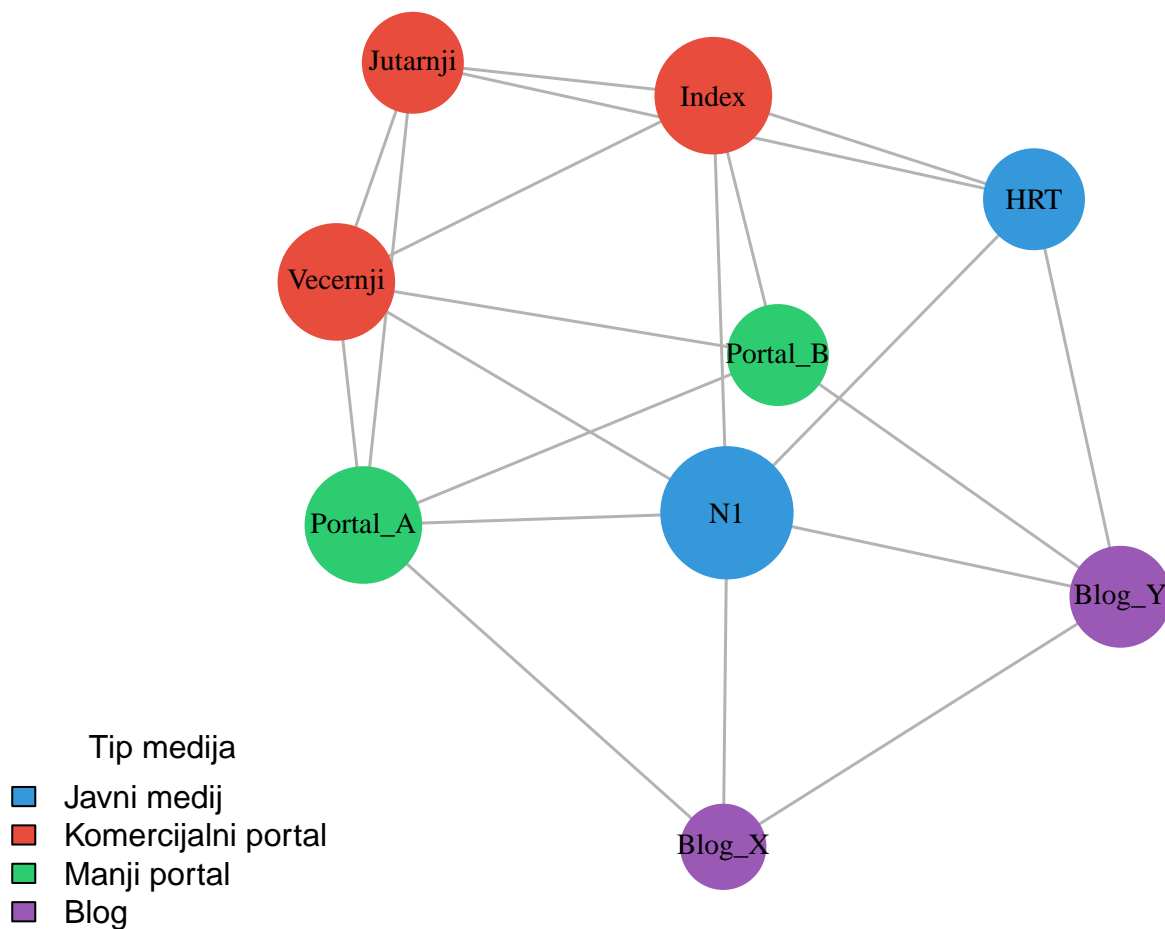 Jutarnji
Index
HRT
Vecernji
Portal_B
N1
Portal_A
Blog_Y
Blog_X
Tip medija
Javni medij
Komercijalni portal
Manji portal
Blog